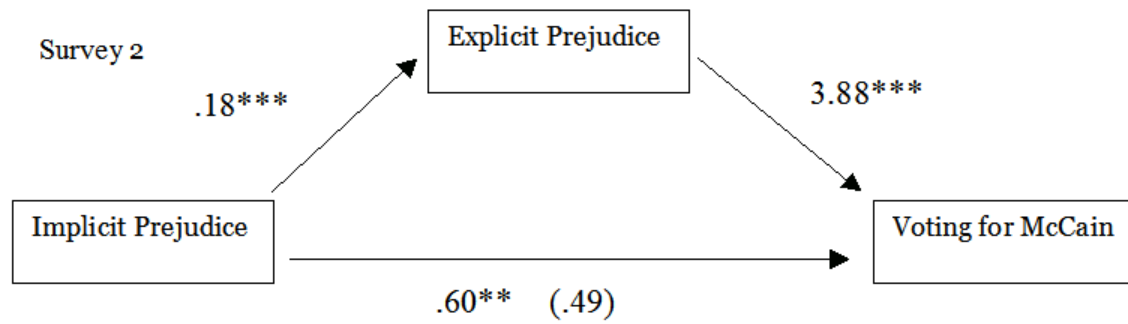 Survey 2
Explicit Prejudice
.18***
3.88***
Implicit Prejudice
Voting for McCain
.60** (.49)